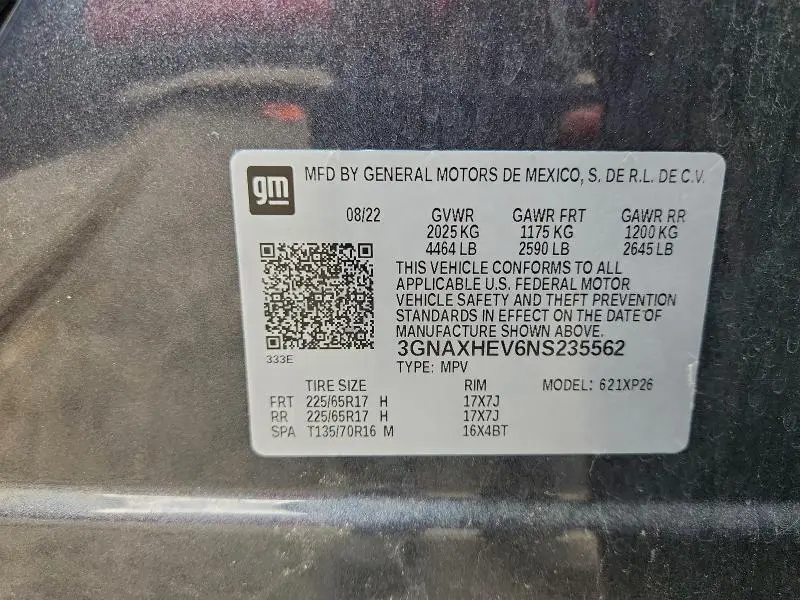 gm
MFD BY GENERAL MOTORS DE MEXICO, S. DE R.L. DE C.V.
08/22 GVWR GAWR FRT GAWR RR
2025 KG 1175 KG 1200 KG
4464 LB 2590 LB 2645 LB
THIS VEHICLE CONFORMS TO ALL
APPLICABLE U.S. FEDERAL MOTOR
VEHICLE SAFETY AND THEFT PREVENTION
STANDARDS IN EFFECT ON THE DATE OF
MANUFACTURE SHOWN ABOVE.
3GNAXHEV6NS235562
333E
TYPE: MPV
TIRE SIZE RIM MODEL: 621XP26
FRT 225/65R17 H 17X7J
RR 225/65R17 H 17X7J
SPA T135/70R16 M 16X4BT